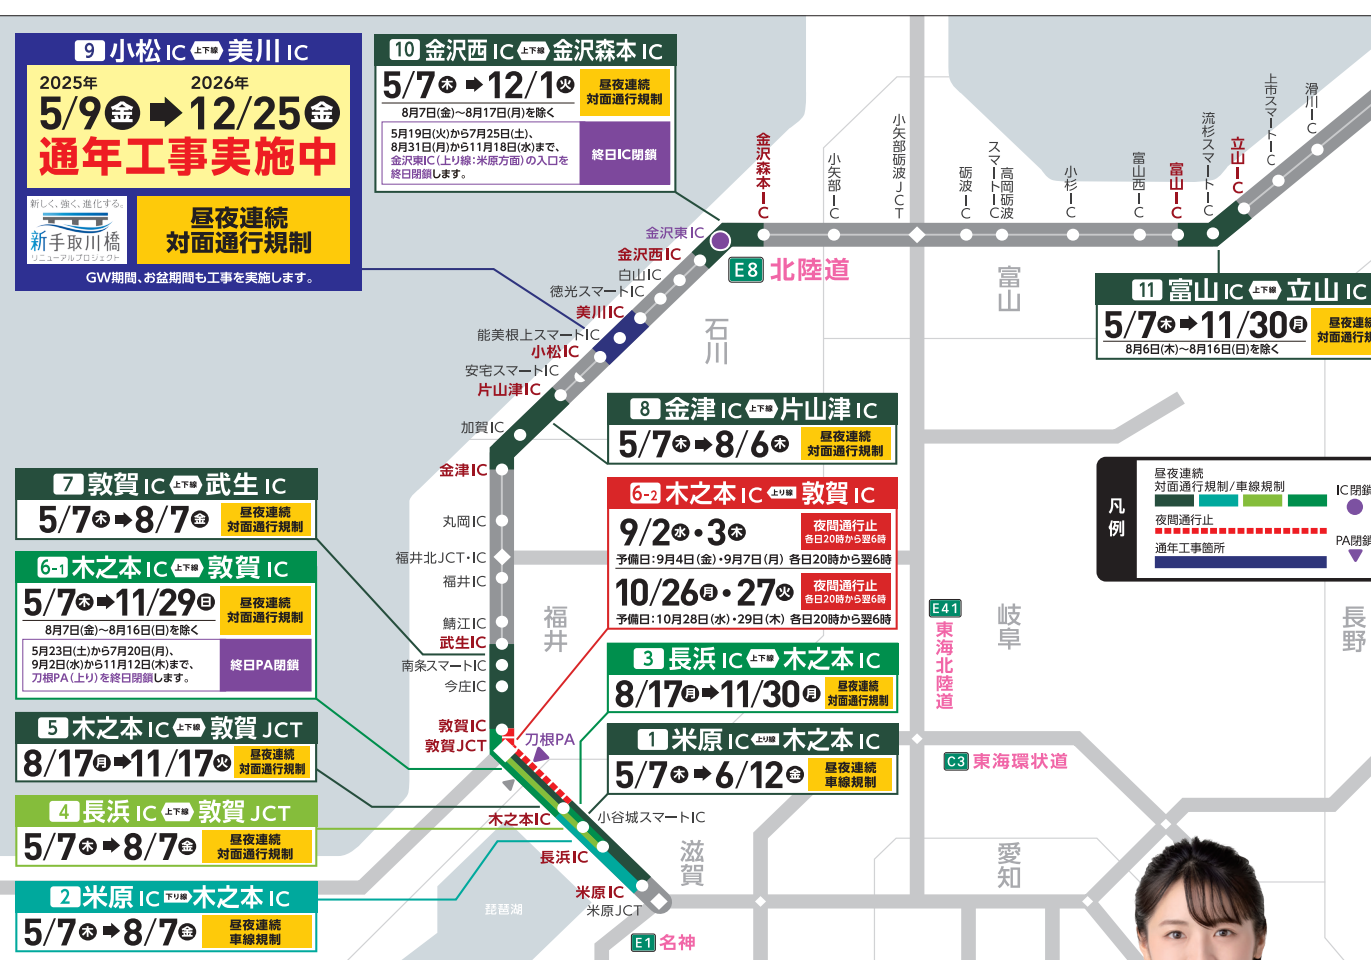 9 小松IC 上下線 美川IC
2025年 2026年
5/9金➡12/25金
通年工事実施中
新しく、強く、進化する。
新手取川橋
リニューアルプロジェクト
昼夜連続
対面通行規制
GW期間、お盆期間も工事を実施します。
10 金沢西IC 上下線 金沢森本IC
5/7木➡12/1火
昼夜連続
対面通行規制
8月7日(金)〜8月17日(月)を除く
5月19日(火)から7月25日(土)、
8月31日(月)から11月18日(水)まで、
金沢東IC(上り線:米原方面)の入口を
終日閉鎖します。
終日IC閉鎖
金沢森本IC
小矢部IC
小矢部砺波JCT
砺波IC
高岡砺波
スマートIC
小杉IC
富山西IC
富山IC
流杉スマートIC
立山IC
上市スマートIC
滑川IC
金沢東IC
金沢西IC
白山IC
徳光スマートIC
美川IC
能美根上スマートIC
小松IC
安宅スマートIC
片山津IC
加賀IC
金津IC
丸岡IC
福井北JCT・IC
福井IC
鯖江IC
武生IC
南条スマートIC
今庄IC
敦賀IC
敦賀JCT
刀根PA
木之本IC
小谷城スマートIC
長浜IC
米原IC
米原JCT
E8 北陸道
石川
富山
福井
岐阜
長野
滋賀
愛知
琵琶湖
E1 名神
E41
東海北陸道
C3 東海環状道
11 富山IC 上下線 立山IC
5/7木➡11/30月
昼夜連続
対面通行規
8月6日(木)〜8月16日(日)を除く
8 金津IC 上下線 片山津IC
5/7木➡8/6木
昼夜連続
対面通行規制
7 敦賀IC 上下線 武生IC
5/7木➡8/7金
昼夜連続
対面通行規制
6-1 木之本IC 上下線 敦賀IC
5/7木➡11/29日
昼夜連続
対面通行規制
8月7日(金)〜8月16日(日)を除く
5月23日(土)から7月20日(月)、
9月2日(水)から11月12日(木)まで、
刀根PA(上り)を終日閉鎖します。
終日PA閉鎖
6-2 木之本IC 上り線 敦賀IC
9/2水・3木
夜間通行止
各日20時から翌6時
予備日:9月4日(金)・9月7日(月) 各日20時から翌6時
10/26月・27火
夜間通行止
各日20時から翌6時
予備日:10月28日(水)・29日(木) 各日20時から翌6時
3 長浜IC 上下線 木之本IC
8/17月➡11/30月
昼夜連続
対面通行規制
1 米原IC 上り線 木之本IC
5/7木➡6/12金
昼夜連続
車線規制
5 木之本IC 上下線 敦賀JCT
8/17月➡11/17火
昼夜連続
対面通行規制
4 長浜IC 上下線 敦賀JCT
5/7木➡8/7金
昼夜連続
対面通行規制
2 米原IC 下り線 木之本IC
5/7木➡8/7金
昼夜連続
車線規制
凡例
昼夜連続
対面通行規制/車線規制
夜間通行止
通年工事箇所
IC閉鎖
PA閉鎖